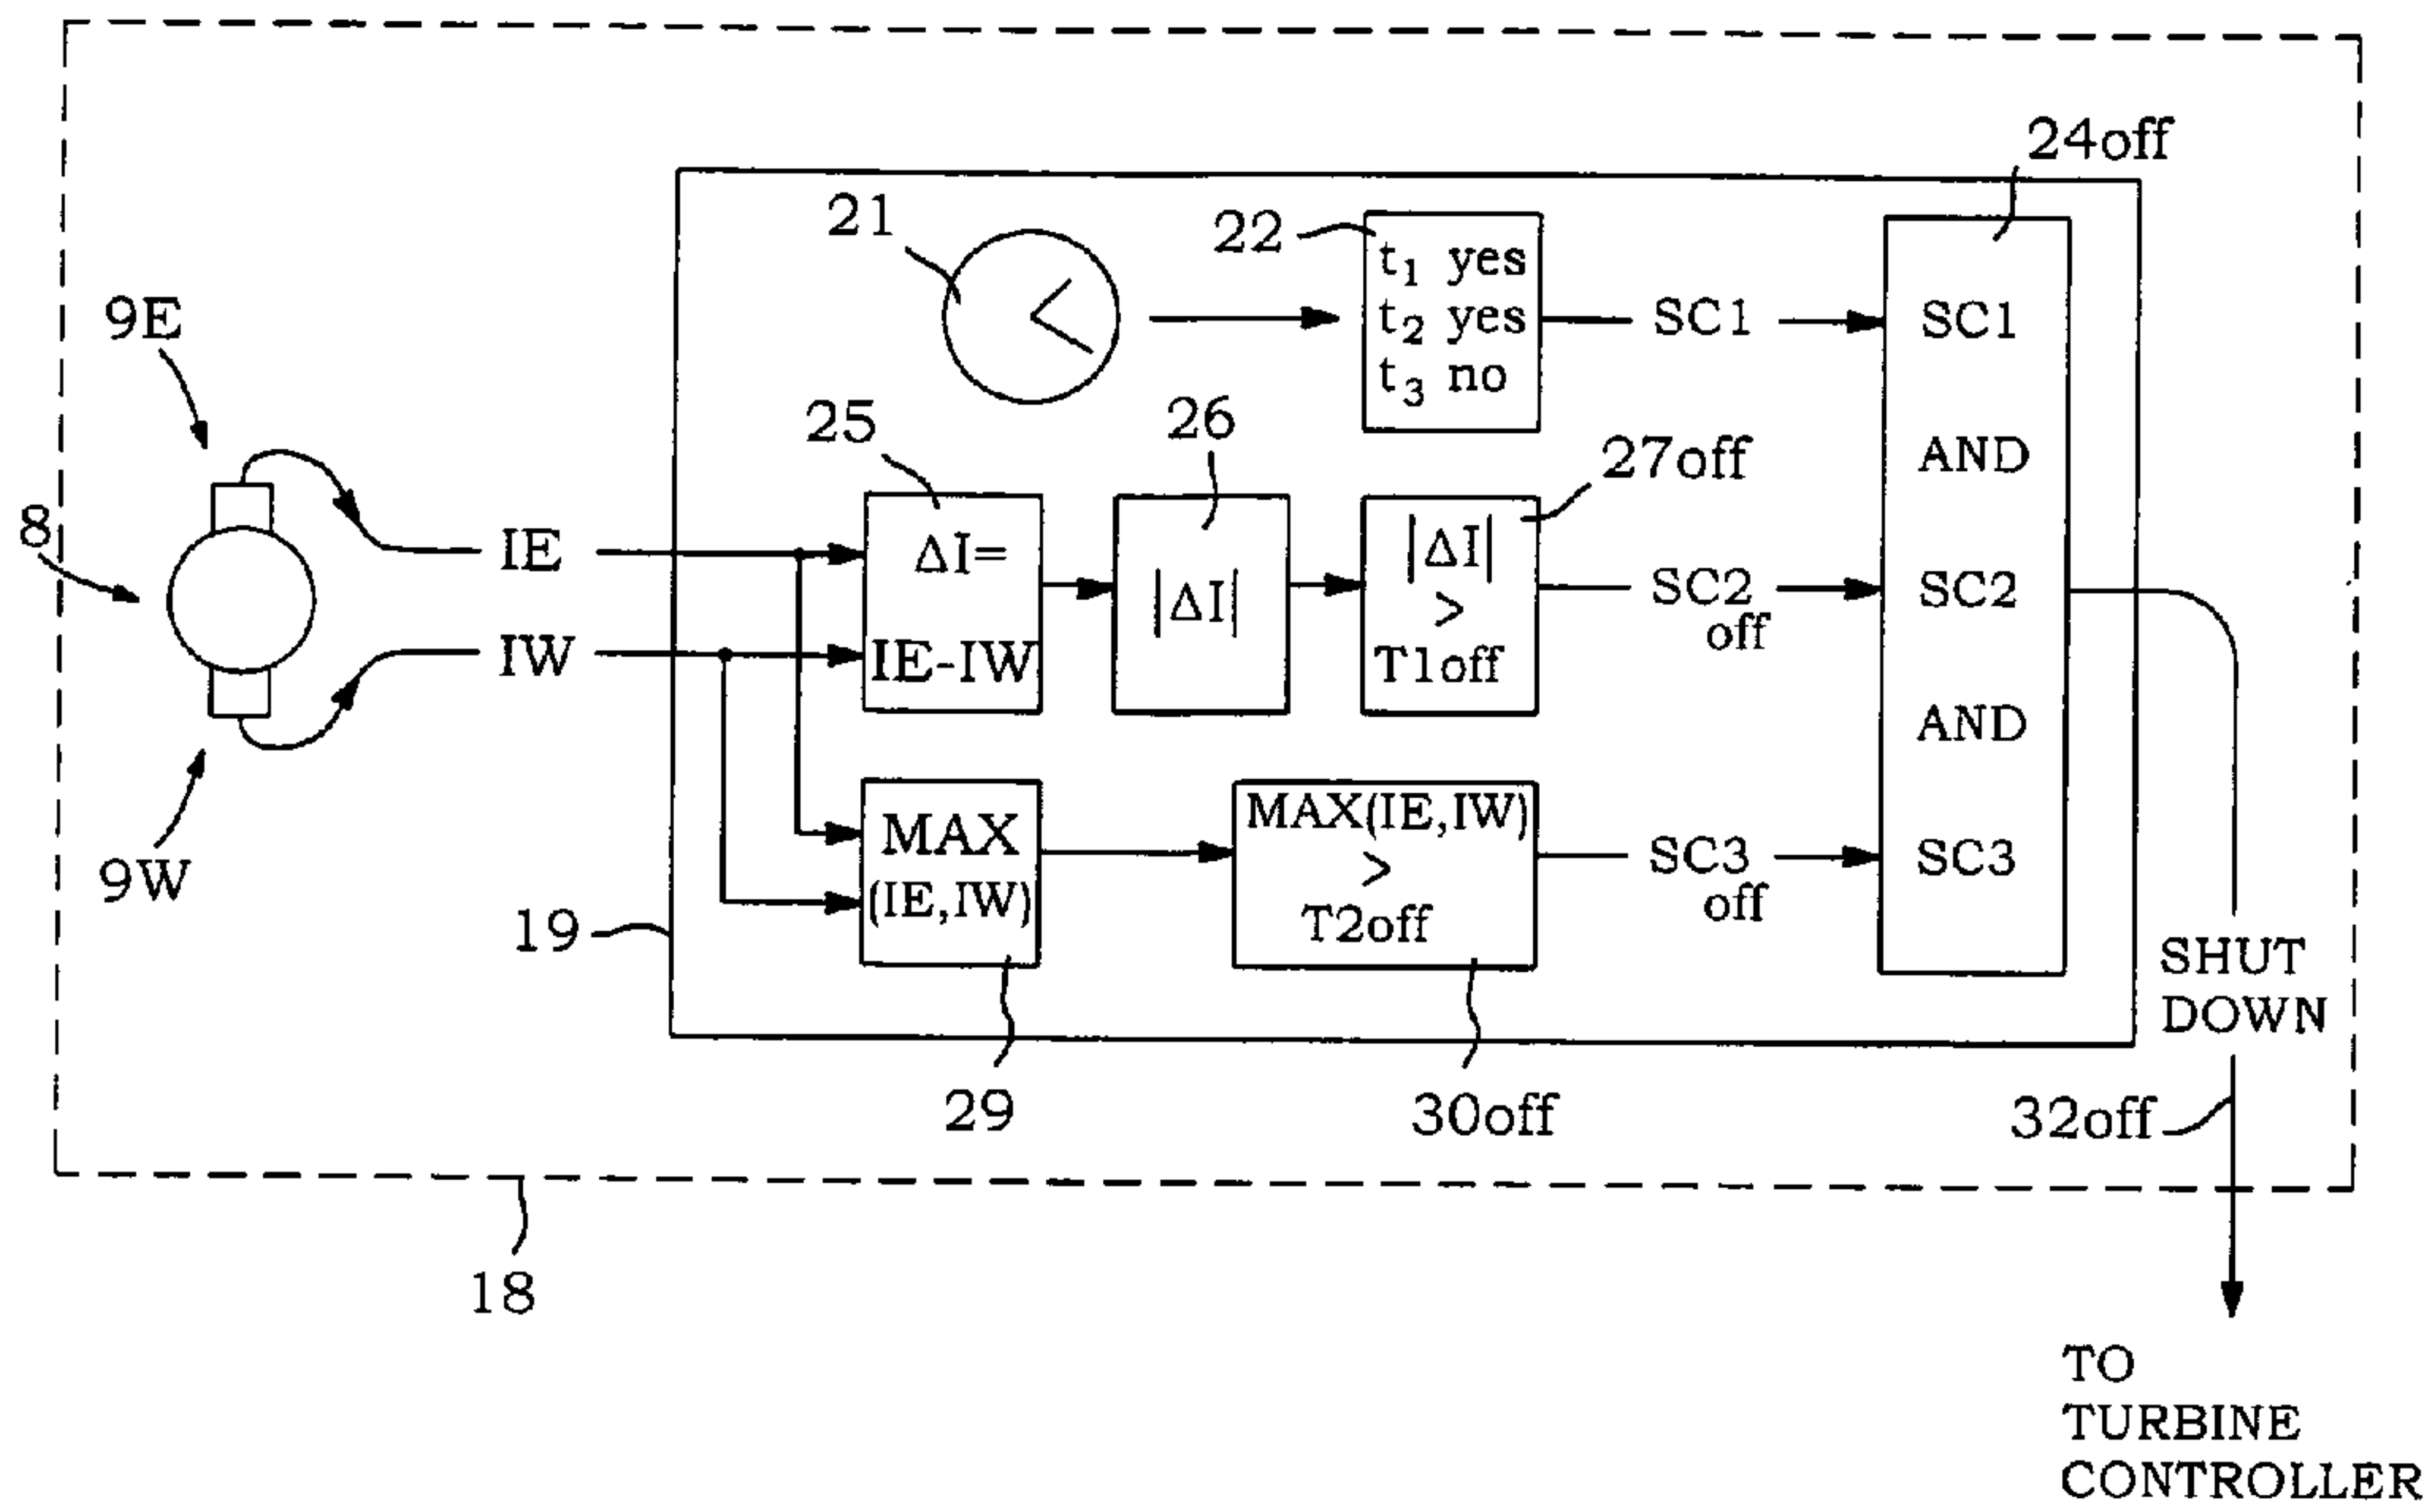 24off
21
22
t1 yes
t2 yes
t3 no
SC1
SC1
9E
25
26
27off
AND
8
IE
ΔI=
IE-IW
|ΔI|
|ΔI|
>
T1off
SC2
off
SC2
IW
AND
9W
MAX
(IE,IW)
MAX(IE,IW)
>
T2off
SC3
off
SC3
19
SHUT
DOWN
29
30off
32off
18
TO
TURBINE
CONTROLLER